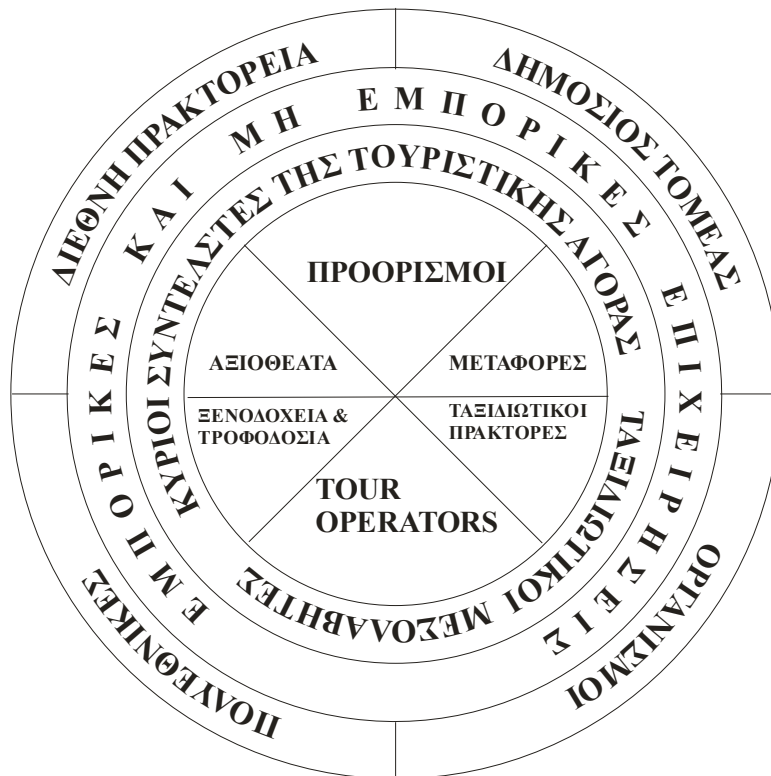 ΔΙΕΘΝΗ ΠΡΑΚΤΟΡΕΙΑ
ΔΗΜΟΣΙΟΣ ΤΟΜΕΑΣ
ΕΜΠΟΡΙΚΕΣ ΚΑΙ ΜΗ ΕΜΠΟΡΙΚΕΣ ΕΠΙΧΕΙΡΗΣΕΙΣ
ΚΥΡΙΟΙ ΣΥΝΤΕΛΣΤΕΣ ΤΗΣ ΤΟΥΡΙΣΤΙΚΗΣ ΑΓΟΡΑΣ
ΠΡΟΟΡΙΣΜΟΙ
ΑΞΙΟΘΕΑΤΑ
ΜΕΤΑΦΟΡΕΣ
ΞΕΝΟΔΟΧΕΙΑ &
ΤΡΟΦΟΔΟΣΙΑ
ΤΑΞΙΔΙΩΤΙΚΟΙ
ΠΡΑΚΤΟΡΕΣ
TOUR
OPERATORS
ΤΑΞΙΔΙΩΤΙΚΟΙ ΜΕΣΟΛΑΒΗΤΕΣ
ΠΟΛΥΕΘΝΙΚΕΣ
ΟΡΓΑΝΙΣΜΟΙ